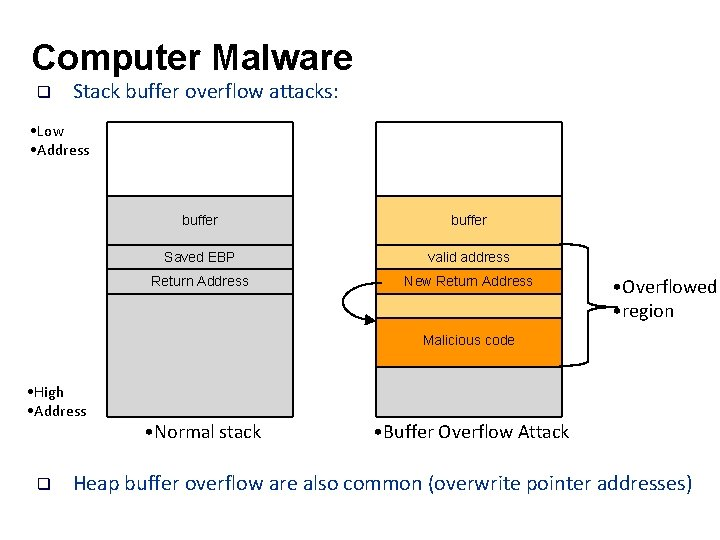 Computer Malware
❑ Stack buffer overflow attacks:
•Low
•Address
buffer
buffer
Saved EBP
valid address
Return Address
New Return Address
•Overflowed
•region
Malicious code
•High
•Address
•Normal stack
•Buffer Overflow Attack
❑ Heap buffer overflow are also common (overwrite pointer addresses)